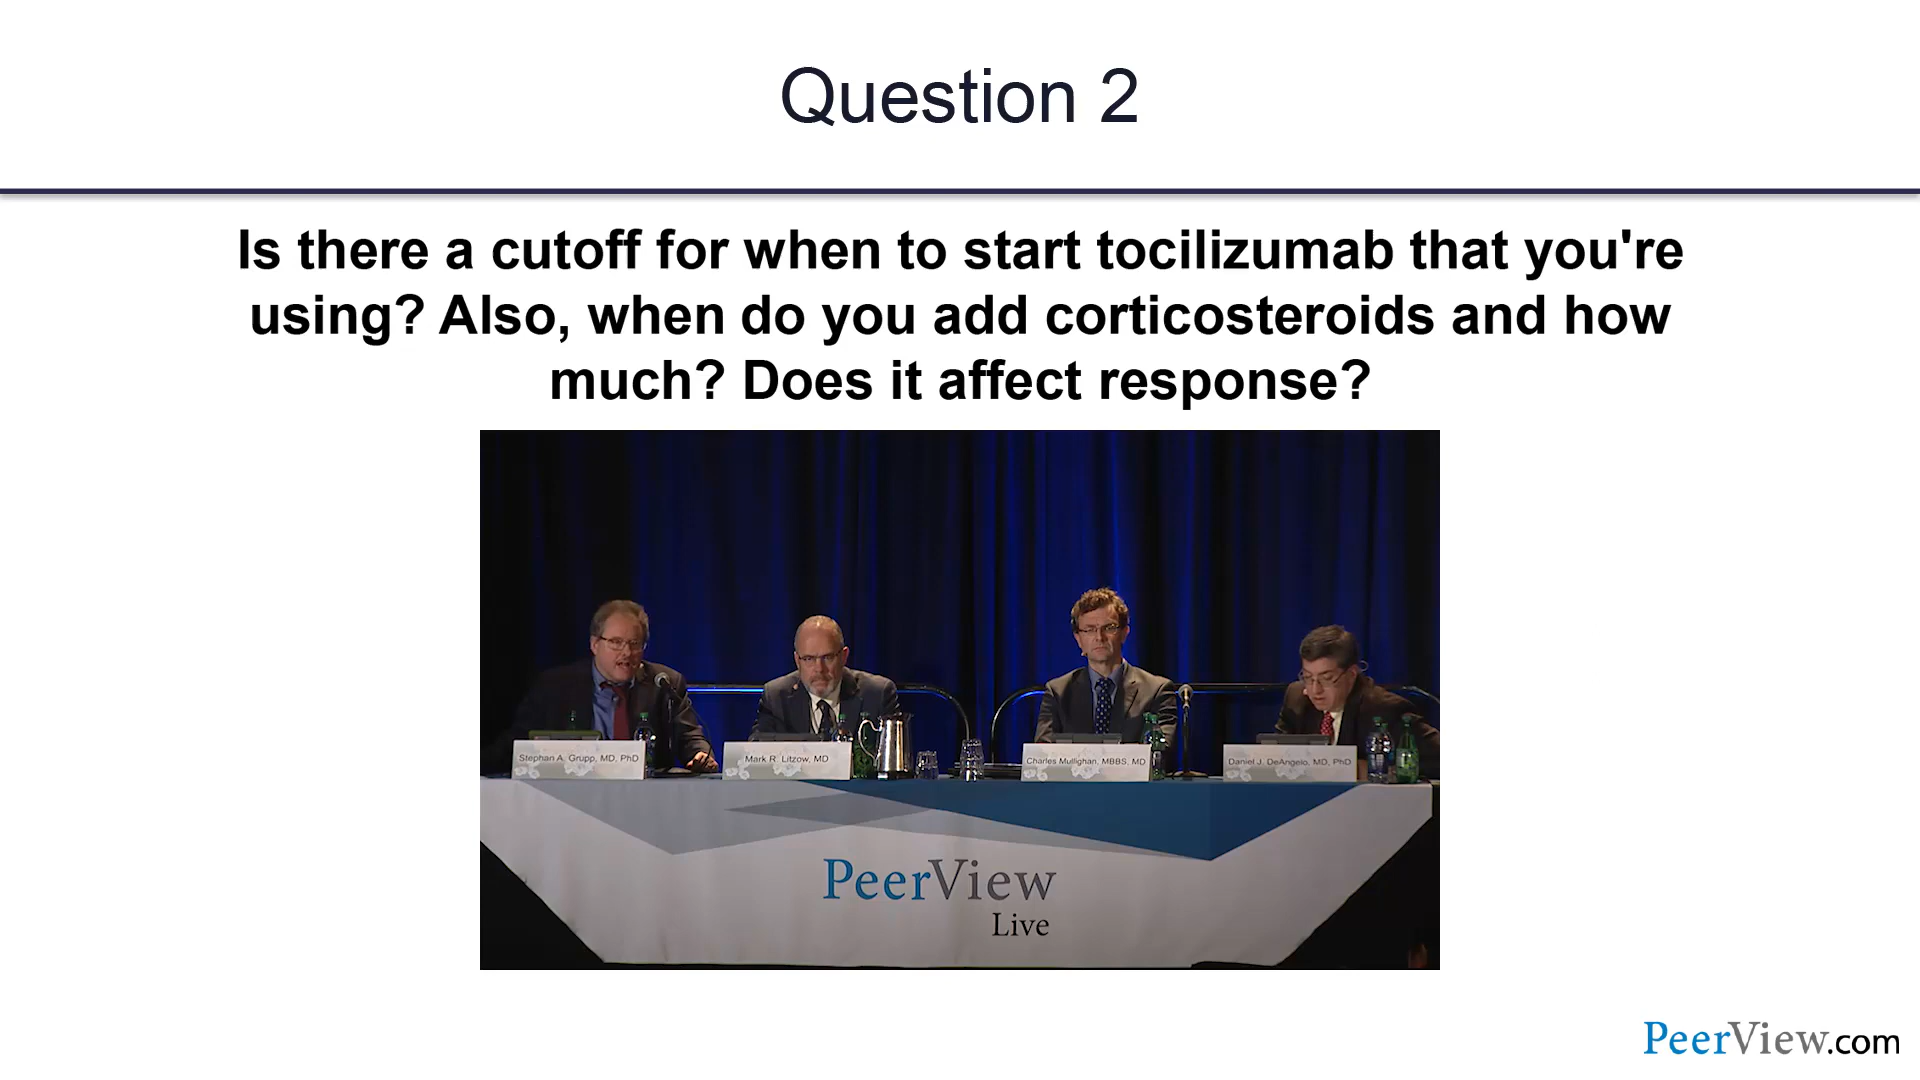 Question 2
Is there a cutoff for when to start tocilizumab that you're
using? Also, when do you add corticosteroids and how
much? Does it affect response?
Stephan A. Grupp, MD, PhD
Mark R. Litzow, MD
Charles Mullighan, MBBS, MD
Daniel J. DeAngelo, MD, PhD
PeerView
Live
PeerView.com